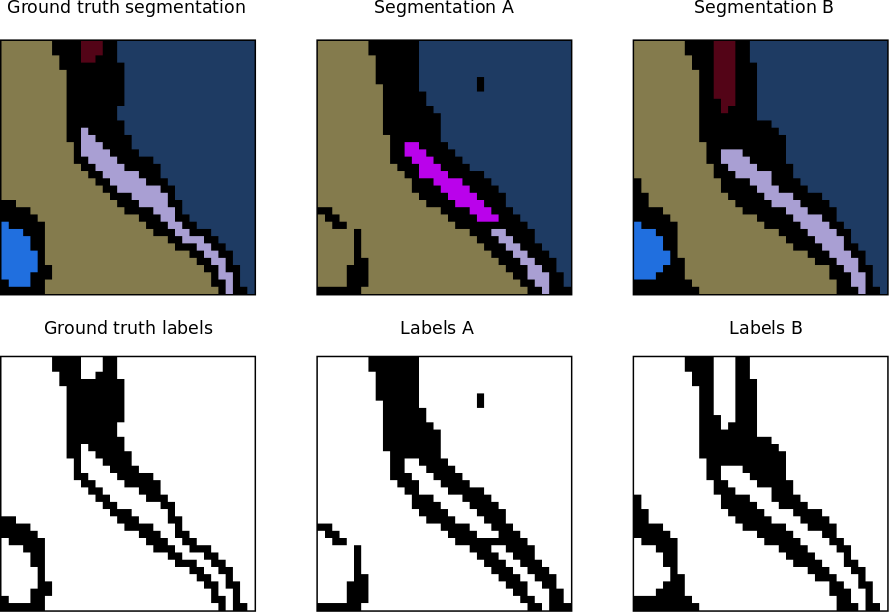 Ground truth segmentation
Segmentation A
Segmentation B
Ground truth labels
Labels A
Labels B